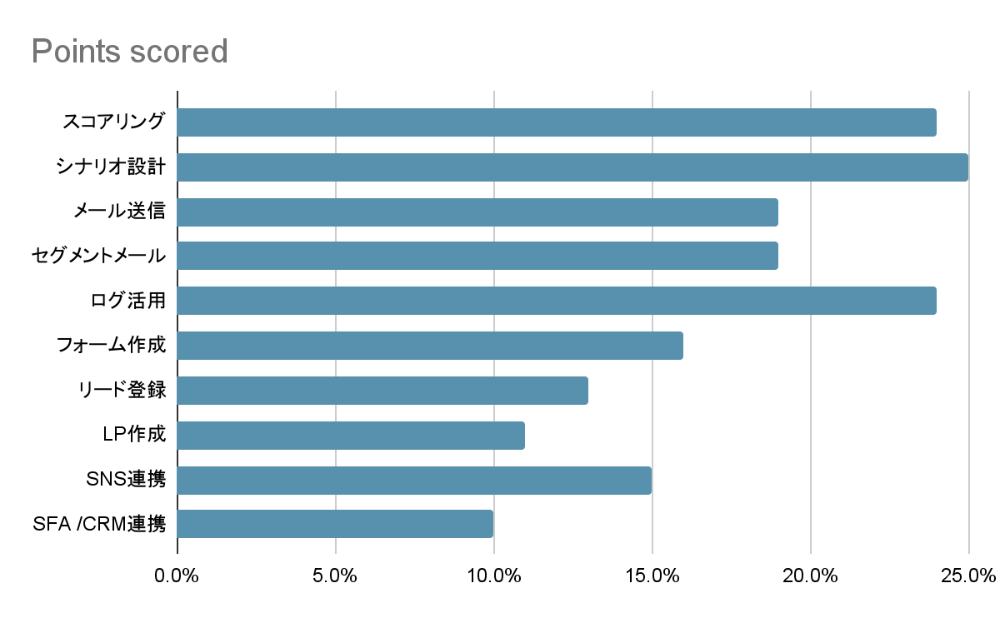 Points scored
スコアリング
シナリオ設計
メール送信
セグメントメール
ログ活用
フォーム作成
リード登録
LP作成
SNS連携
SFA /CRM連携
0.0% 5.0% 10.0% 15.0% 20.0% 25.0%